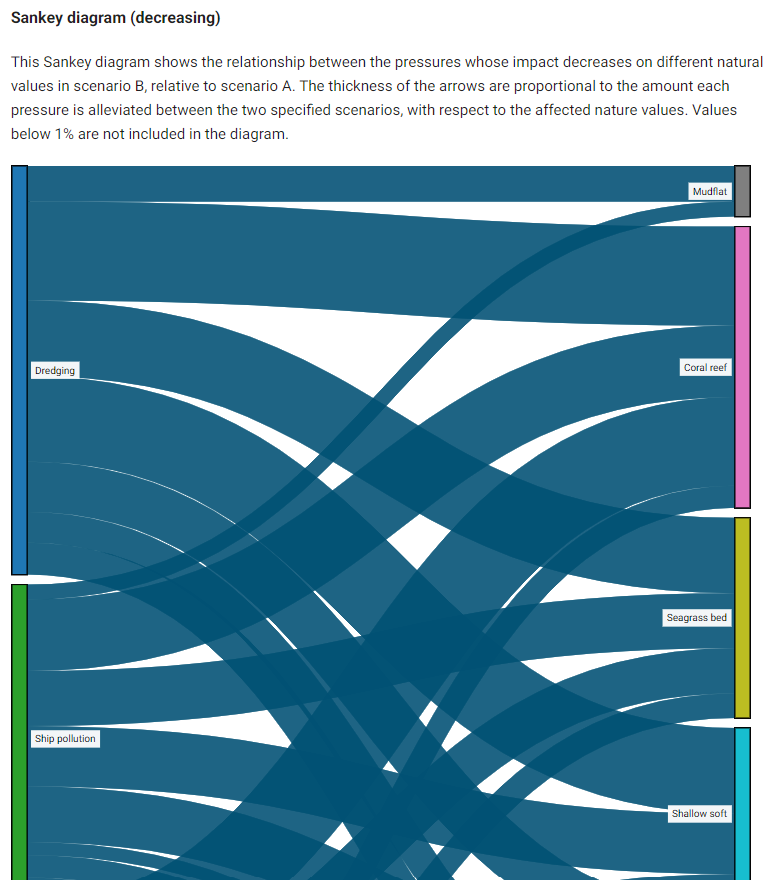 Sankey diagram (decreasing)
This Sankey diagram shows the relationship between the pressures whose impact decreases on different natural
values in scenario B, relative to scenario A. The thickness of the arrows are proportional to the amount each
pressure is alleviated between the two specified scenarios, with respect to the affected nature values. Values
below 1% are not included in the diagram.
Mudflat
Coral reef
Dredging
Seagrass bed
Ship pollution
Shallow soft